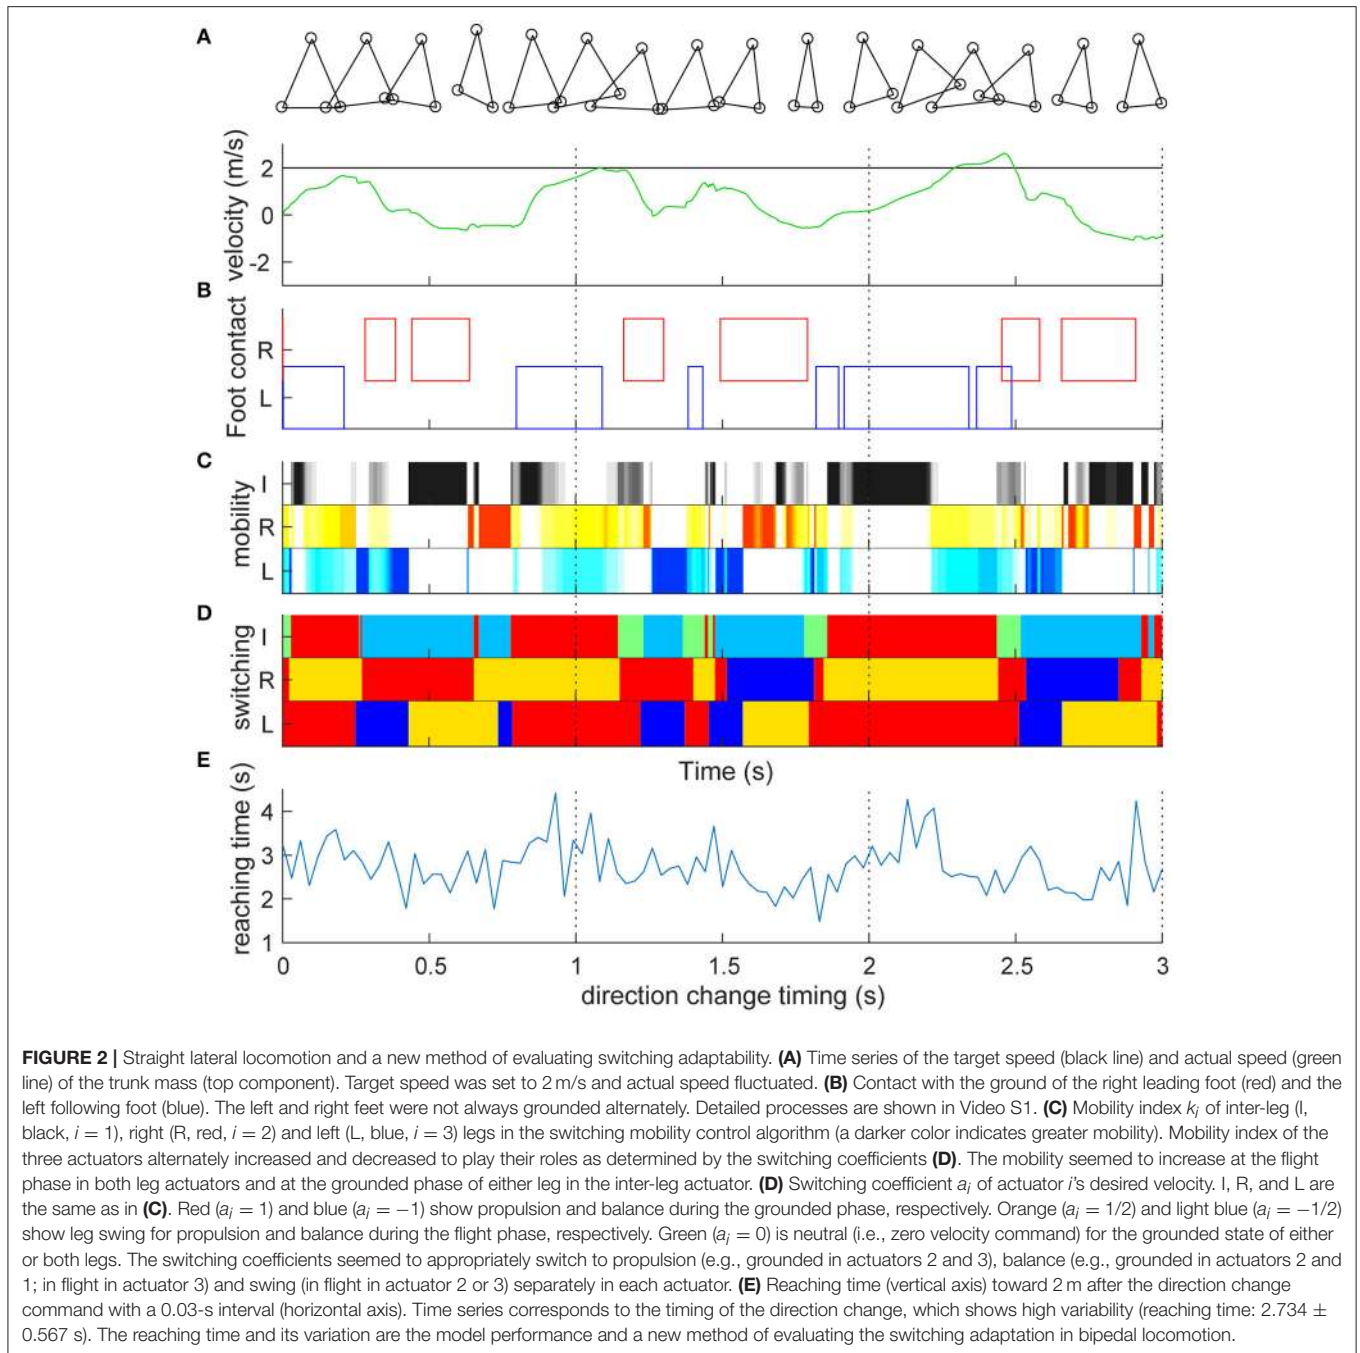 A
velocity (m/s)
2
0
-2
B
Foot contact
R
L
C
mobility
I
R
L
D
switching
I
R
L
Time (s)
E
reaching time (s)
4
3
2
1
0 0.5 1 1.5 2 2.5 3
direction change timing (s)
FIGURE 2 | Straight lateral locomotion and a new method of evaluating switching adaptability. (A) Time series of the target speed (black line) and actual speed (green
line) of the trunk mass (top component). Target speed was set to 2 m/s and actual speed fluctuated. (B) Contact with the ground of the right leading foot (red) and the
left following foot (blue). The left and right feet were not always grounded alternately. Detailed processes are shown in Video S1. (C) Mobility index kᵢ of inter-leg (I,
black, i = 1), right (R, red, i = 2) and left (L, blue, i = 3) legs in the switching mobility control algorithm (a darker color indicates greater mobility). Mobility index of the
three actuators alternately increased and decreased to play their roles as determined by the switching coefficients (D). The mobility seemed to increase at the flight
phase in both leg actuators and at the grounded phase of either leg in the inter-leg actuator. (D) Switching coefficient aᵢ of actuator i's desired velocity. I, R, and L are
the same as in (C). Red (aᵢ = 1) and blue (aᵢ = −1) show propulsion and balance during the grounded phase, respectively. Orange (aᵢ = 1/2) and light blue (aᵢ = −1/2)
show leg swing for propulsion and balance during the flight phase, respectively. Green (aᵢ = 0) is neutral (i.e., zero velocity command) for the grounded state of either
or both legs. The switching coefficients seemed to appropriately switch to propulsion (e.g., grounded in actuators 2 and 3), balance (e.g., grounded in actuators 2 and
1; in flight in actuator 3) and swing (in flight in actuator 2 or 3) separately in each actuator. (E) Reaching time (vertical axis) toward 2 m after the direction change
command with a 0.03-s interval (horizontal axis). Time series corresponds to the timing of the direction change, which shows high variability (reaching time: 2.734 ±
0.567 s). The reaching time and its variation are the model performance and a new method of evaluating the switching adaptation in bipedal locomotion.